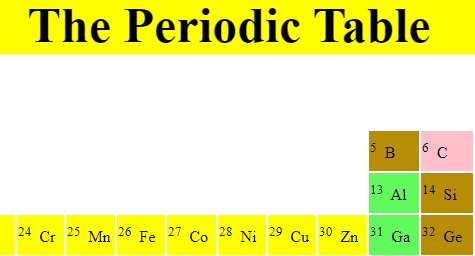 The Periodic Table
5 B 6 C
13 Al 14 Si
24 Cr 25 Mn 26 Fe 27 Co 28 Ni 29 Cu 30 Zn 31 Ga 32 Ge